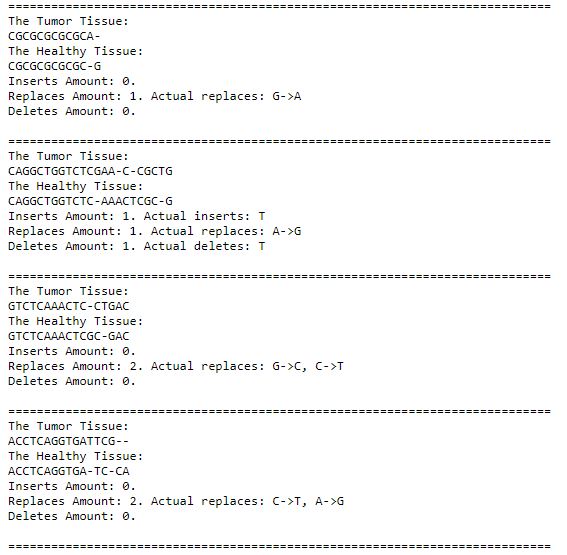 ===========================================================================
The Tumor Tissue:
CGCGCGCGCGCA-
The Healthy Tissue:
CGCGCGCGCGC-G
Inserts Amount: 0.
Replaces Amount: 1. Actual replaces: G->A
Deletes Amount: 0.
===========================================================================
The Tumor Tissue:
CAGGCTGGTCTCGAA-C-CGCTG
The Healthy Tissue:
CAGGCTGGTCTC-AAACTCGC-G
Inserts Amount: 1. Actual inserts: T
Replaces Amount: 1. Actual replaces: A->G
Deletes Amount: 1. Actual deletes: T
===========================================================================
The Tumor Tissue:
GTCTCAAACTC-CTGAC
The Healthy Tissue:
GTCTCAAACTCGC-GAC
Inserts Amount: 0.
Replaces Amount: 2. Actual replaces: G->C, C->T
Deletes Amount: 0.
===========================================================================
The Tumor Tissue:
ACCTCAGGTGATTCG--
The Healthy Tissue:
ACCTCAGGTGA-TC-CA
Inserts Amount: 0.
Replaces Amount: 2. Actual replaces: C->T, A->G
Deletes Amount: 0.
===========================================================================